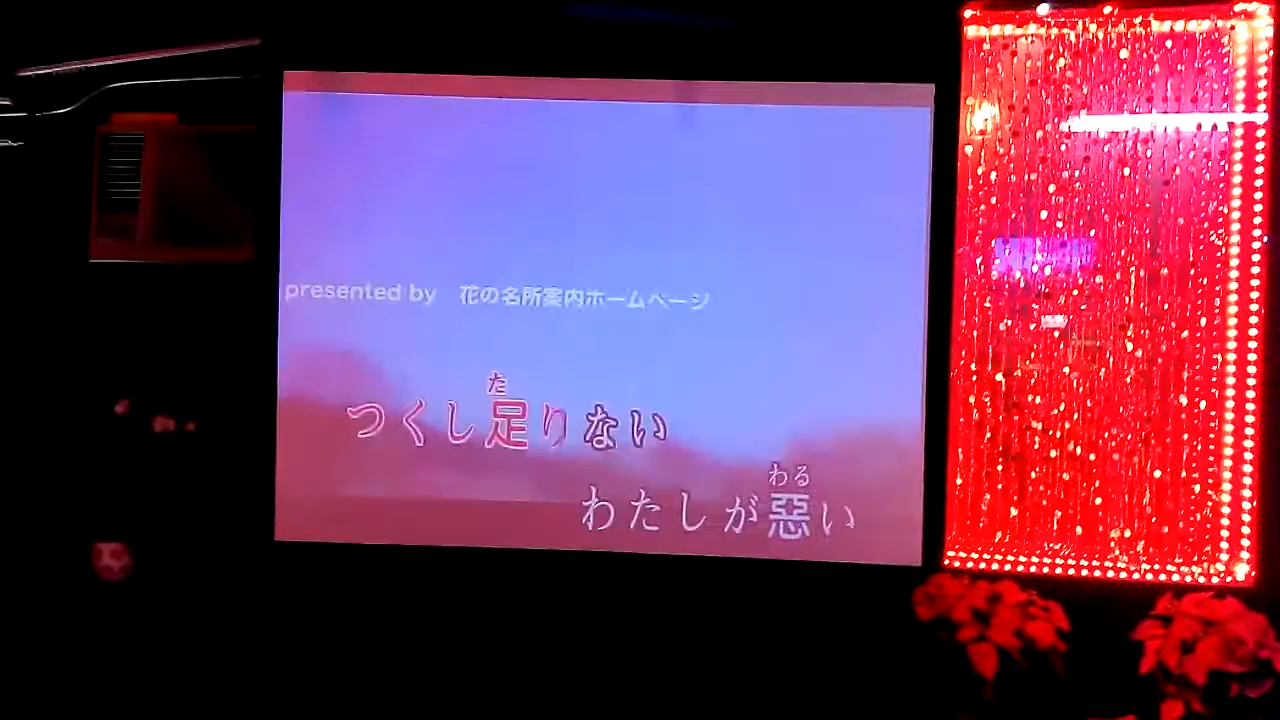 presented by 花の名所案内ホームページ
た
つくし足りない
わる
わたしが惡い